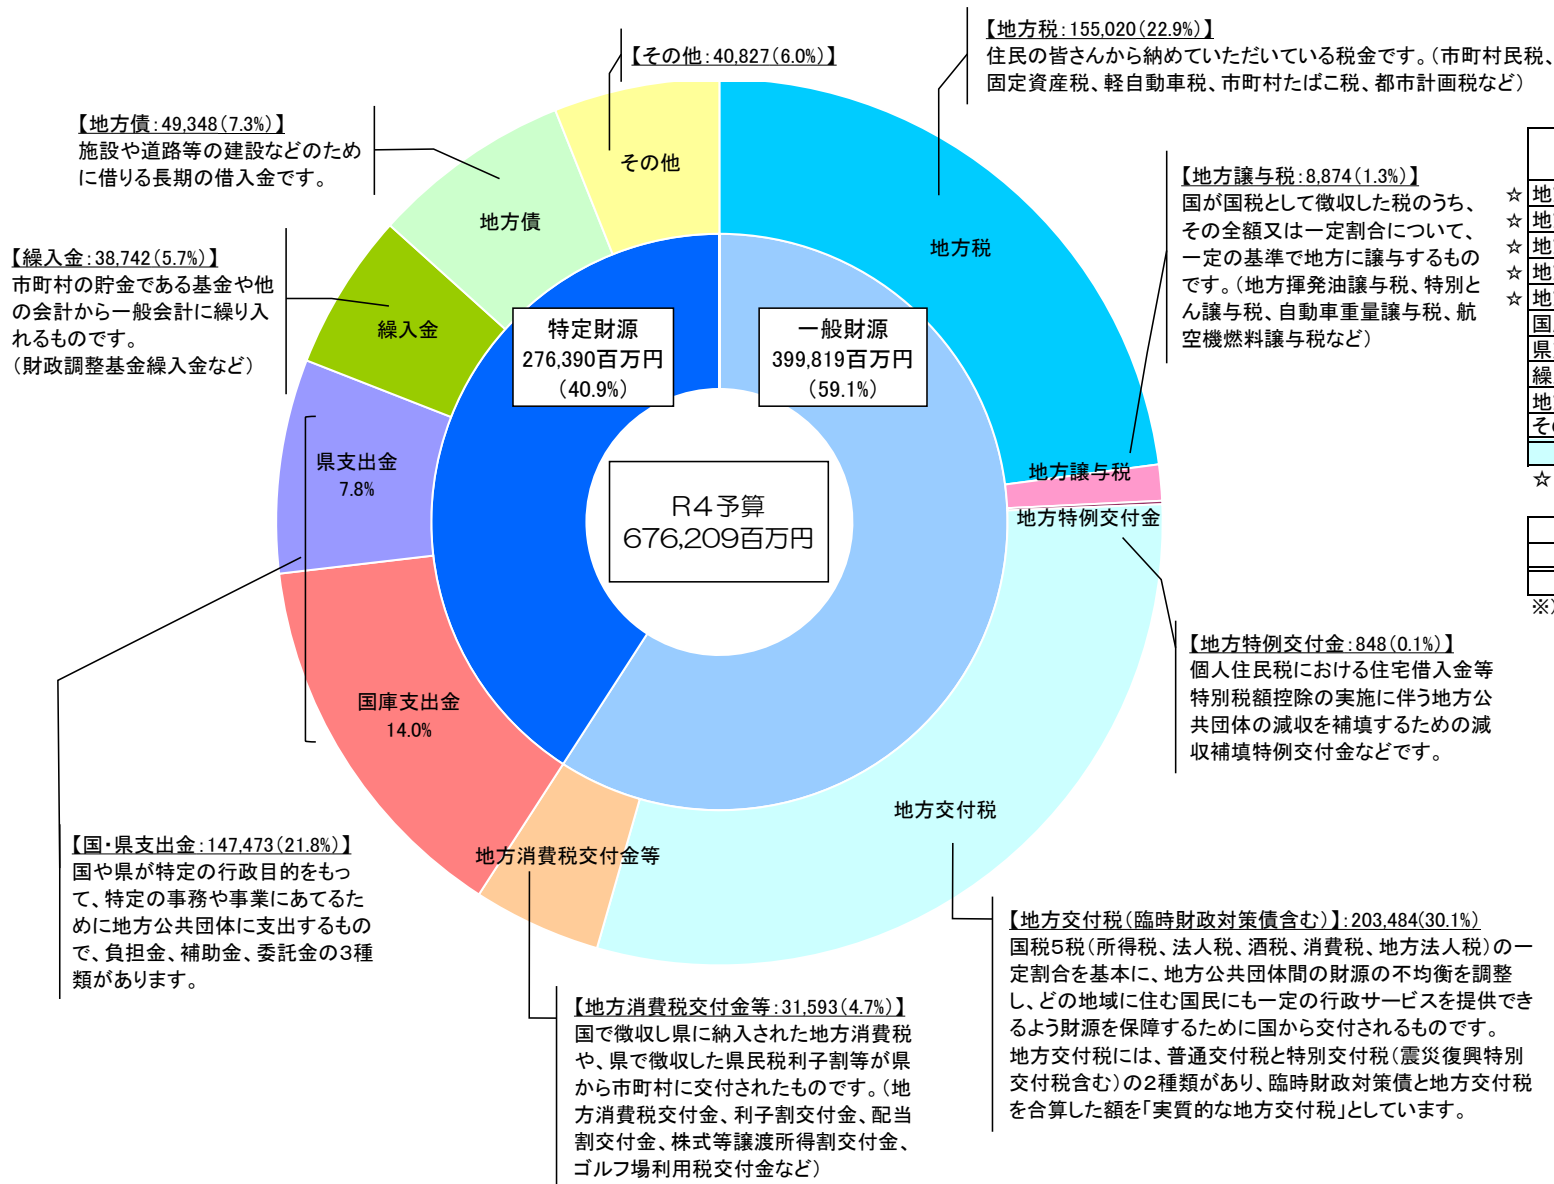 【地方税：155,020（22.9%）】
住民の皆さんから納めていただいている税金です。（市町村民税、
固定資産税、軽自動車税、市町村たばこ税、都市計画税など）
【その他：40,827（6.0%）】
【地方債：49,348（7.3%）】
施設や道路等の建設などのため
に借りる長期の借入金です。
【繰入金：38,742（5.7%）】
市町村の貯金である基金や他
の会計から一般会計に繰り入
れるものです。
（財政調整基金繰入金など）
【地方譲与税：8,874（1.3%）】
国が国税として徴収した税のうち、
その全額又は一定割合について、
一定の基準で地方に譲与するもの
です。（地方揮発油譲与税、特別と
ん譲与税、自動車重量譲与税、航
空機燃料譲与税など）
☆ 地
☆ 地
☆ 地
☆ 地
☆ 地
国
県
繰
地
その
☆
※）
その他
地方債
繰入金
県支出金
7.8%
国庫支出金
14.0%
地方消費税交付金等
地方税
地方譲与税
地方特例交付金
地方交付税
特定財源
276,390百万円
（40.9%）
一般財源
399,819百万円
（59.1%）
R4予算
676,209百万円
【地方特例交付金：848（0.1%）】
個人住民税における住宅借入金等
特別税額控除の実施に伴う地方公
共団体の減収を補填するための減
収補填特例交付金などです。
【国・県支出金：147,473（21.8%）】
国や県が特定の行政目的をもっ
て、特定の事務や事業にあてるた
めに地方公共団体に支出するもの
で、負担金、補助金、委託金の3種
類があります。
【地方消費税交付金等：31,593（4.7%）】
国で徴収し県に納入された地方消費税
や、県で徴収した県民税利子割等が県
から市町村に交付されたものです。（地
方消費税交付金、利子割交付金、配当
割交付金、株式等譲渡所得割交付金、
ゴルフ場利用税交付金など）
【地方交付税（臨時財政対策債含む）】：203,484（30.1%）
国税5税（所得税、法人税、酒税、消費税、地方法人税）の一
定割合を基本に、地方公共団体間の財源の不均衡を調整
し、どの地域に住む国民にも一定の行政サービスを提供でき
るよう財源を保障するために国から交付されるものです。
地方交付税には、普通交付税と特別交付税（震災復興特別
交付税含む）の2種類があり、臨時財政対策債と地方交付税
を合算した額を「実質的な地方交付税」としています。